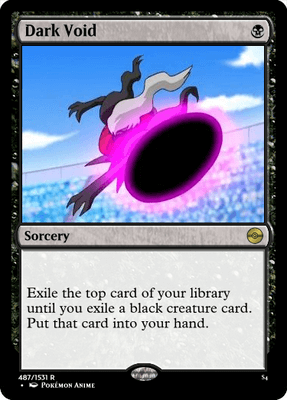 Dark Void
Sorcery
Exile the top card of your library
until you exile a black creature card.
Put that card into your hand.
487/1531 R
S4
• Pokémon Anime